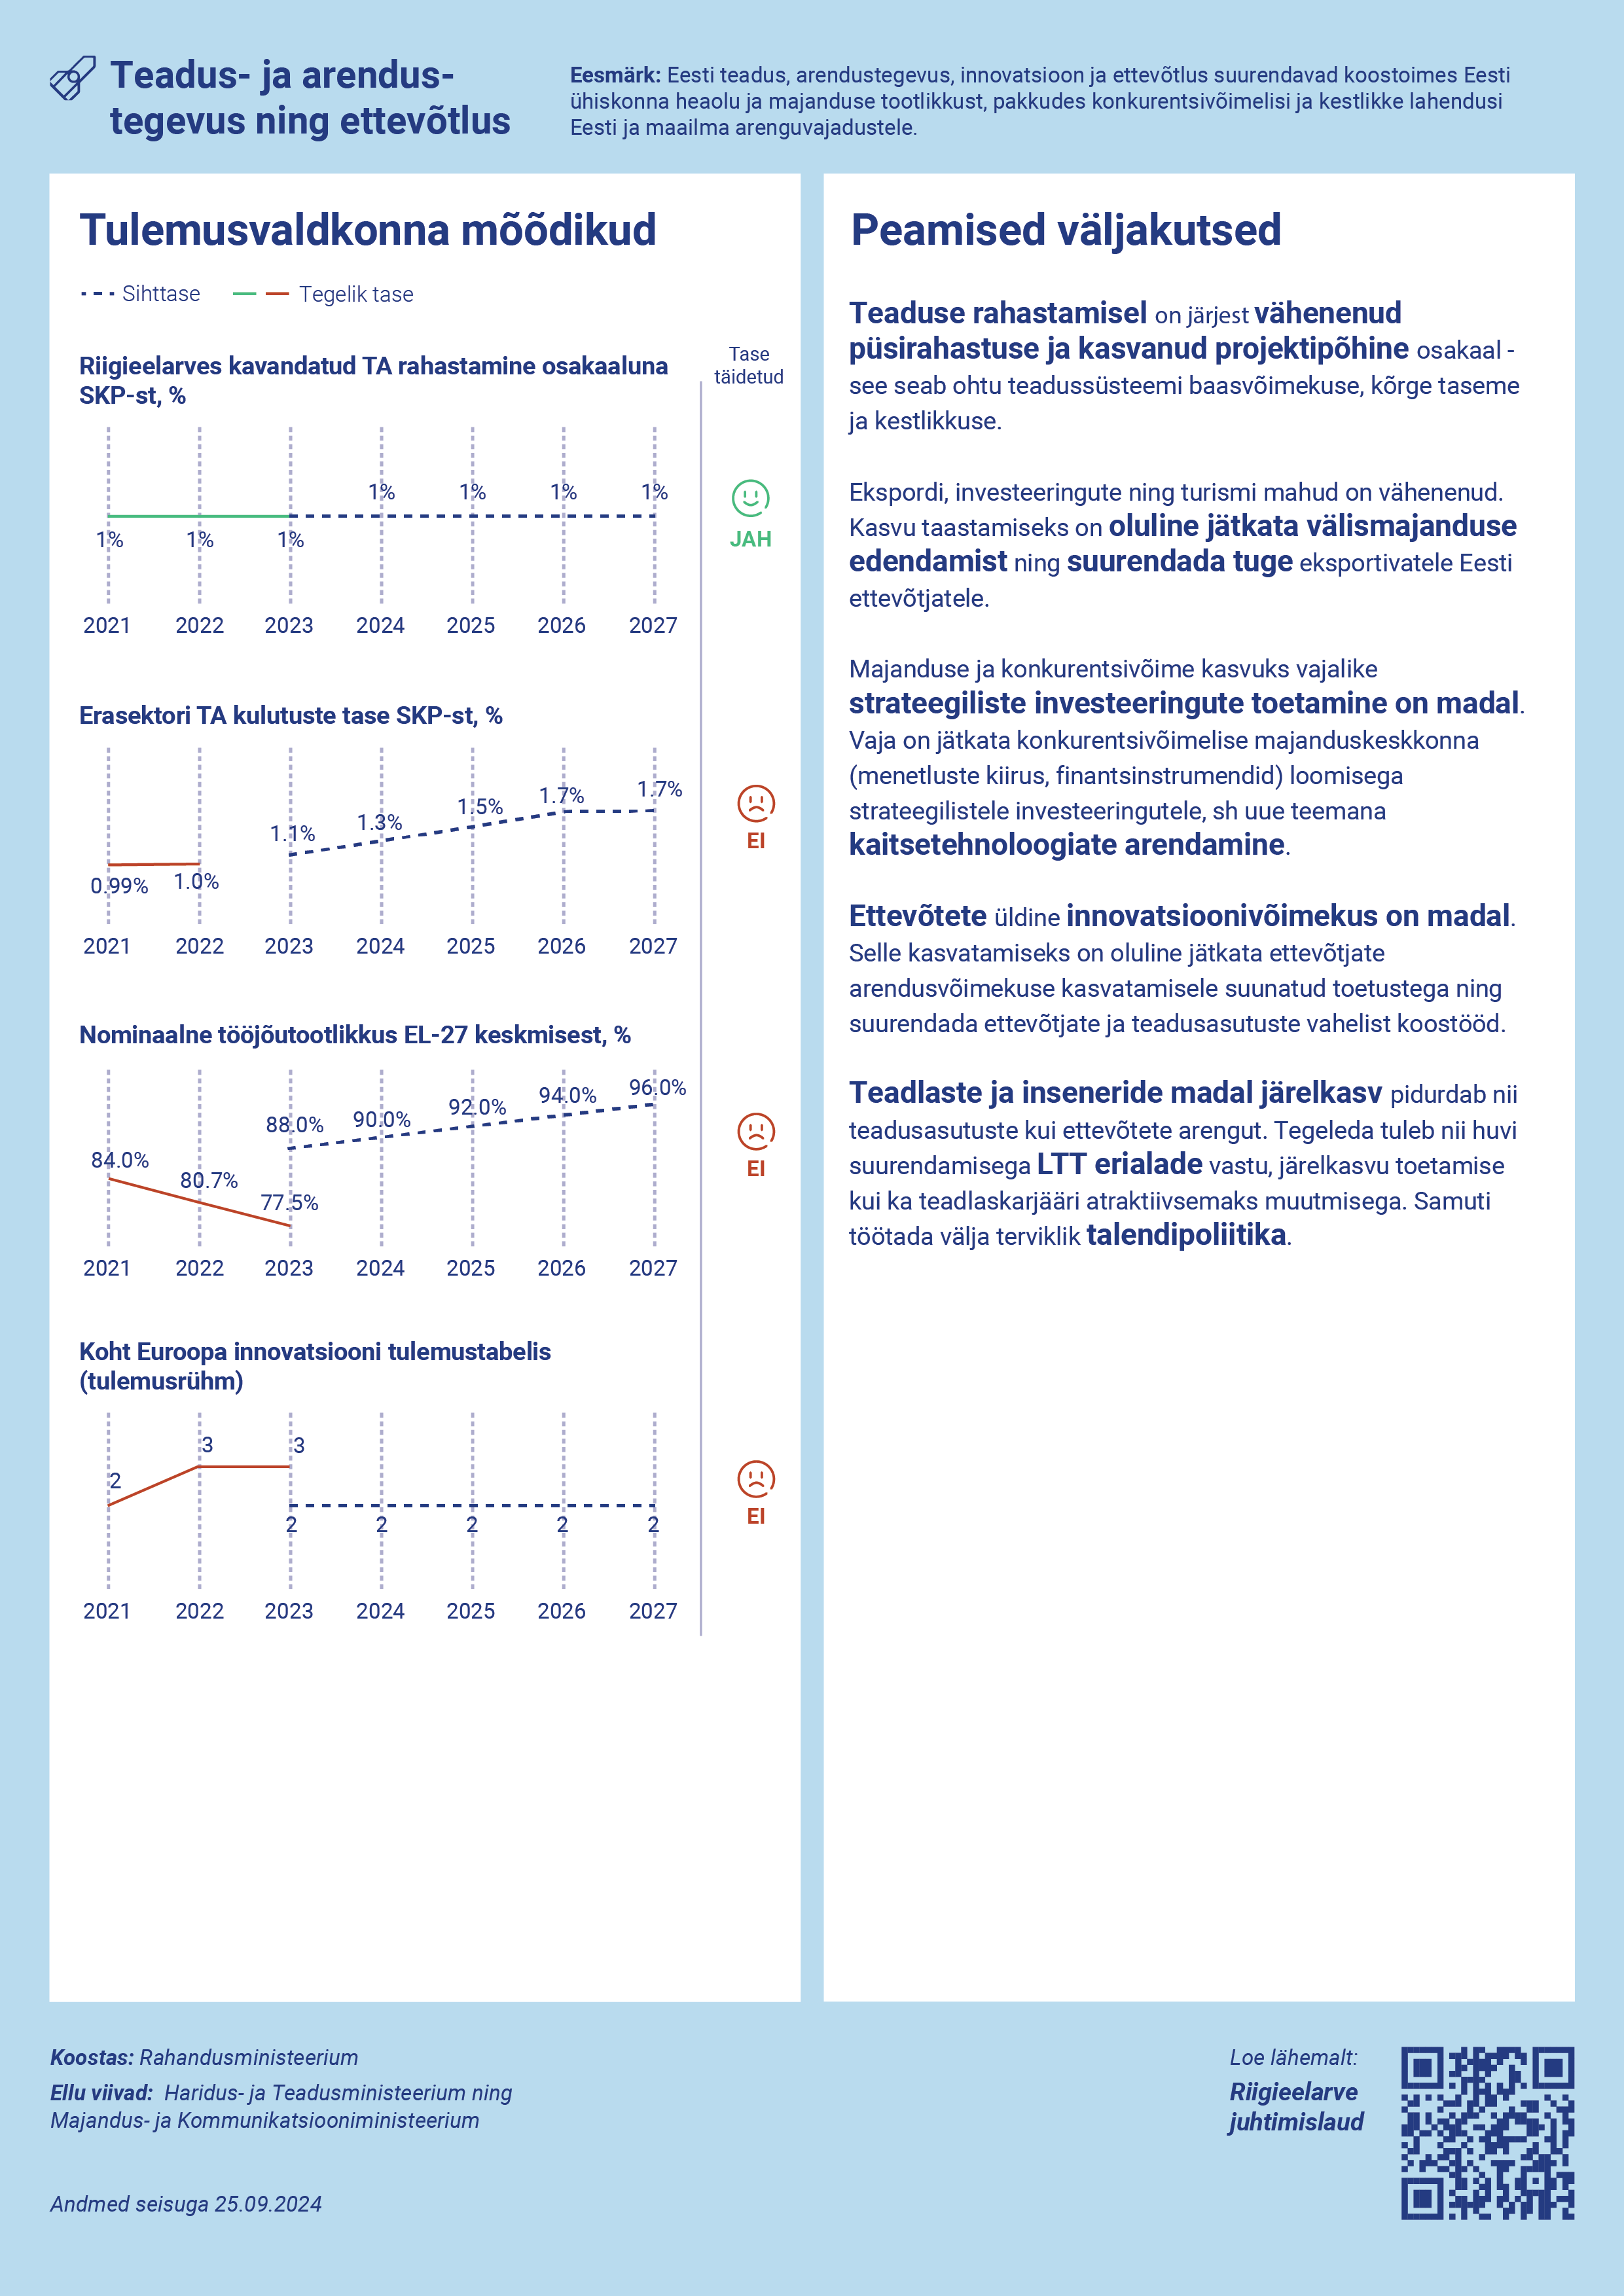 Teadus- ja arendus-
tegevus ning ettevõtlus
Eesmärk: Eesti teadus, arendustegevus, innovatsioon ja ettevõtlus suurendavad koostoimes Eesti
ühiskonna heaolu ja majanduse tootlikkust, pakkudes konkurentsivõimelisi ja kestlikke lahendusi
Eesti ja maailma arenguvajadustele.
Tulemusvaldkonna mõõdikud
Sihttase Tegelik tase
Tase
täidetud
Riigieelarves kavandatud TA rahastamine osakaaluna
SKP-st, %
1% 1% 1% 1%
1% 1% 1%
JAH
2021 2022 2023 2024 2025 2026 2027
Erasektori TA kulutuste tase SKP-st, %
1.1% 1.3% 1.5% 1.7% 1.7%
0.99% 1.0%
EI
2021 2022 2023 2024 2025 2026 2027
Nominaalne tööjõutootlikkus EL-27 keskmisest, %
88.0% 90.0% 92.0% 94.0% 96.0%
84.0% 80.7% 77.5%
EI
2021 2022 2023 2024 2025 2026 2027
Koht Euroopa innovatsiooni tulemustabelis
(tulemusrühm)
2 3 3
2 2 2 2 2
EI
2021 2022 2023 2024 2025 2026 2027
Peamised väljakutsed
Teaduse rahastamisel on järjest vähenenud
püsirahastuse ja kasvanud projektipõhine osakaal -
see seab ohtu teadussüsteemi baasvõimekuse, kõrge taseme
ja kestlikkuse.
Ekspordi, investeeringute ning turismi mahud on vähenenud.
Kasvu taastamiseks on oluline jätkata välismajanduse
edendamist ning suurendada tuge eksportivatele Eesti
ettevõtjatele.
Majanduse ja konkurentsivõime kasvuks vajalike
strateegiliste investeeringute toetamine on madal.
Vaja on jätkata konkurentsivõimelise majanduskeskkonna
(menetluste kiirus, finantsinstrumendid) loomisega
strateegilistele investeeringutele, sh uue teemana
kaitsetehnoloogiate arendamine.
Ettevõtete üldine innovatsioonivõimekus on madal.
Selle kasvatamiseks on oluline jätkata ettevõtjate
arendusvõimekuse kasvatamisele suunatud toetustega ning
suurendada ettevõtjate ja teadusasutuste vahelist koostööd.
Teadlaste ja inseneride madal järelkasv pidurdab nii
teadusasutuste kui ettevõtete arengut. Tegeleda tuleb nii huvi
suurendamisega LTT erialade vastu, järelkasvu toetamise
kui ka teadlaskarjääri atraktiivsemaks muutmisega. Samuti
töötada välja terviklik talendipoliitika.
Koostas: Rahandusministeerium
Ellu viivad: Haridus- ja Teadusministeerium ning
Majandus- ja Kommunikatsiooniministeerium
Andmed seisuga 25.09.2024
Loe lähemalt:
Riigieelarve
juhtimislaud